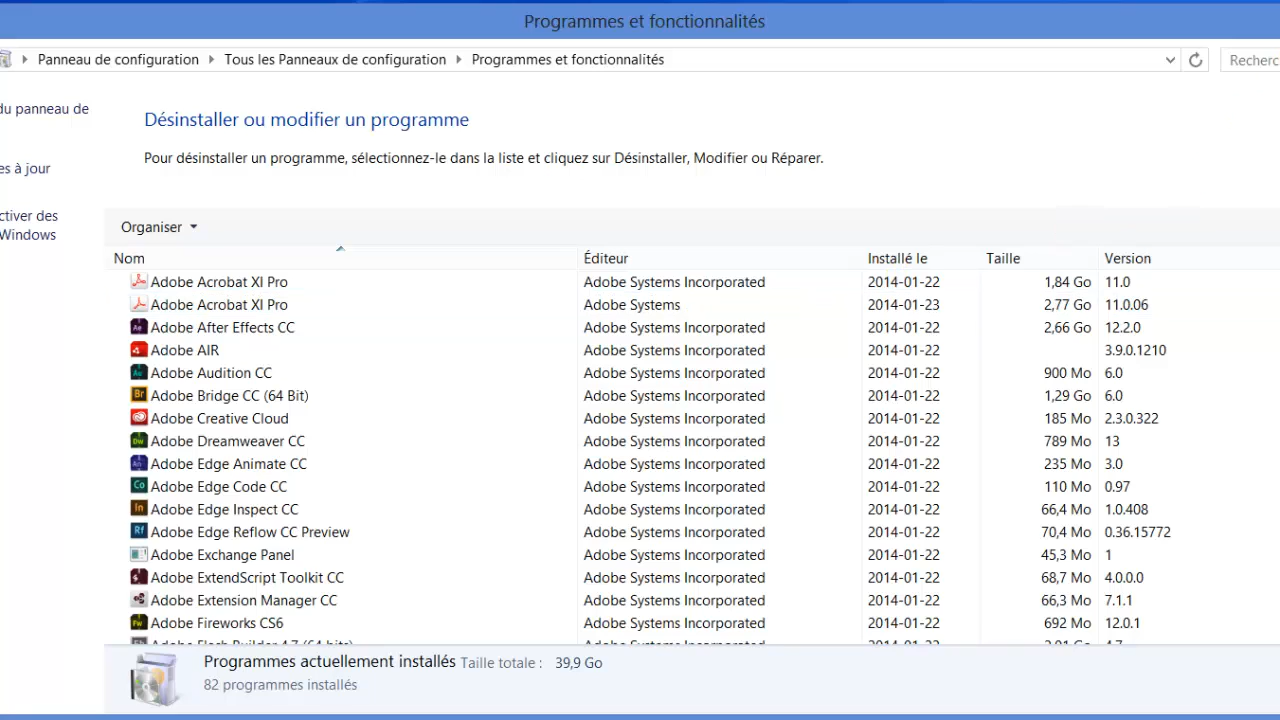 Programmes et fonctionnalités
Panneau de configuration Tous les Panneaux de configuration Programmes et fonctionnalités Recherc
du panneau de
es à jour
ctiver des
Windows
Désinstaller ou modifier un programme
Pour désinstaller un programme, sélectionnez-le dans la liste et cliquez sur Désinstaller, Modifier ou Réparer.
Organiser
Nom Éditeur Installé le Taille Version
Adobe Acrobat XI Pro Adobe Systems Incorporated 2014-01-22 1,84 Go 11.0
Adobe Acrobat XI Pro Adobe Systems 2014-01-23 2,77 Go 11.0.06
Adobe After Effects CC Adobe Systems Incorporated 2014-01-22 2,66 Go 12.2.0
Adobe AIR Adobe Systems Incorporated 2014-01-22 3.9.0.1210
Adobe Audition CC Adobe Systems Incorporated 2014-01-22 900 Mo 6.0
Adobe Bridge CC (64 Bit) Adobe Systems Incorporated 2014-01-22 1,29 Go 6.0
Adobe Creative Cloud Adobe Systems Incorporated 2014-01-22 185 Mo 2.3.0.322
Adobe Dreamweaver CC Adobe Systems Incorporated 2014-01-22 789 Mo 13
Adobe Edge Animate CC Adobe Systems Incorporated 2014-01-22 235 Mo 3.0
Adobe Edge Code CC Adobe Systems Incorporated 2014-01-22 110 Mo 0.97
Adobe Edge Inspect CC Adobe Systems Incorporated 2014-01-22 66,4 Mo 1.0.408
Adobe Edge Reflow CC Preview Adobe Systems Incorporated 2014-01-22 70,4 Mo 0.36.15772
Adobe Exchange Panel Adobe Systems Incorporated 2014-01-22 45,3 Mo 1
Adobe ExtendScript Toolkit CC Adobe Systems Incorporated 2014-01-22 68,7 Mo 4.0.0.0
Adobe Extension Manager CC Adobe Systems Incorporated 2014-01-22 66,3 Mo 7.1.1
Adobe Fireworks CS6 Adobe Systems Incorporated 2014-01-22 692 Mo 12.0.1
Adobe Flash Builder 4.7 (64 bits) Adobe Systems Incorporated 4.7
Programmes actuellement installés Taille totale : 39,9 Go
82 programmes installés